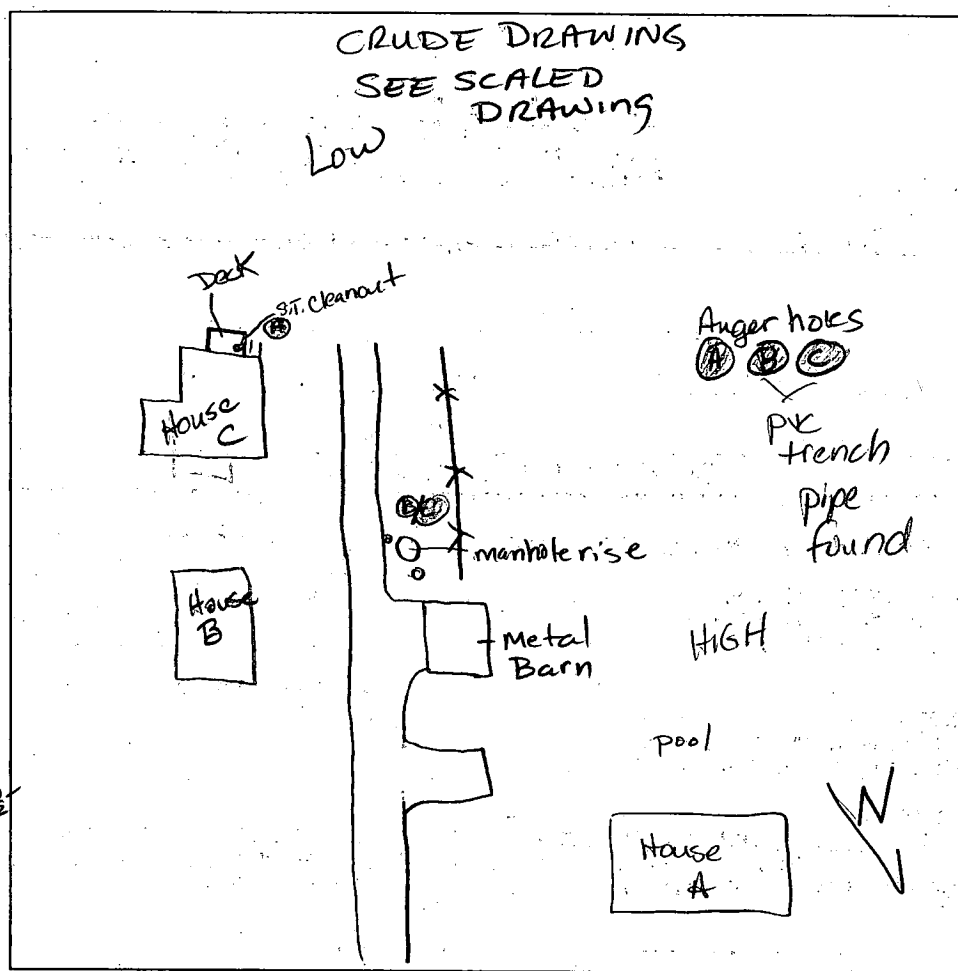 CRUDE DRAWING
SEE SCALED
DRAWING
Low
Deck
S.T. Cleanout
A
House
C
Auger holes
A B C
PVC
trench
pipe
found
B/C
manhole rise
House
B
Metal
Barn
HIGH
pool
House
A
N